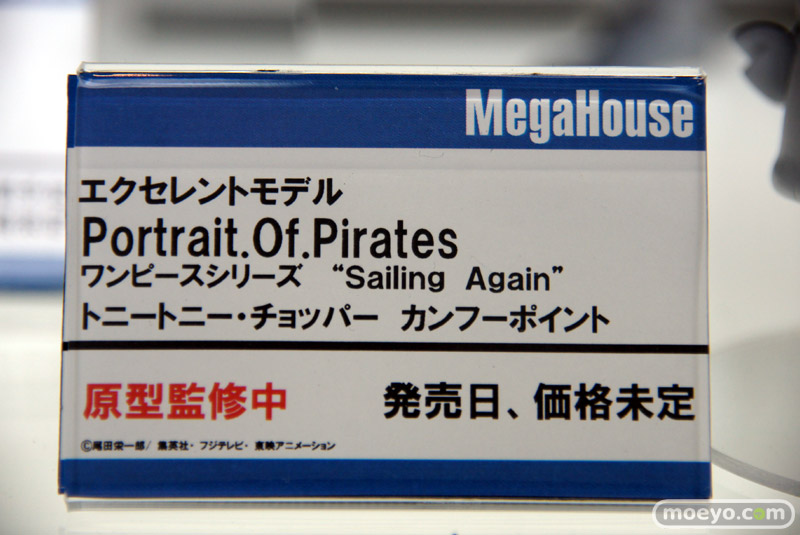 MegaHouse
エクセレントモデル
Portrait.Of.Pirates
ワンピースシリーズ “Sailing Again”
トニートニー・チョッパー カンフーポイント
原型監修中 発売日、価格未定
©尾田栄一郎/ 集英社・フジテレビ・東映アニメーション
moeyo.com